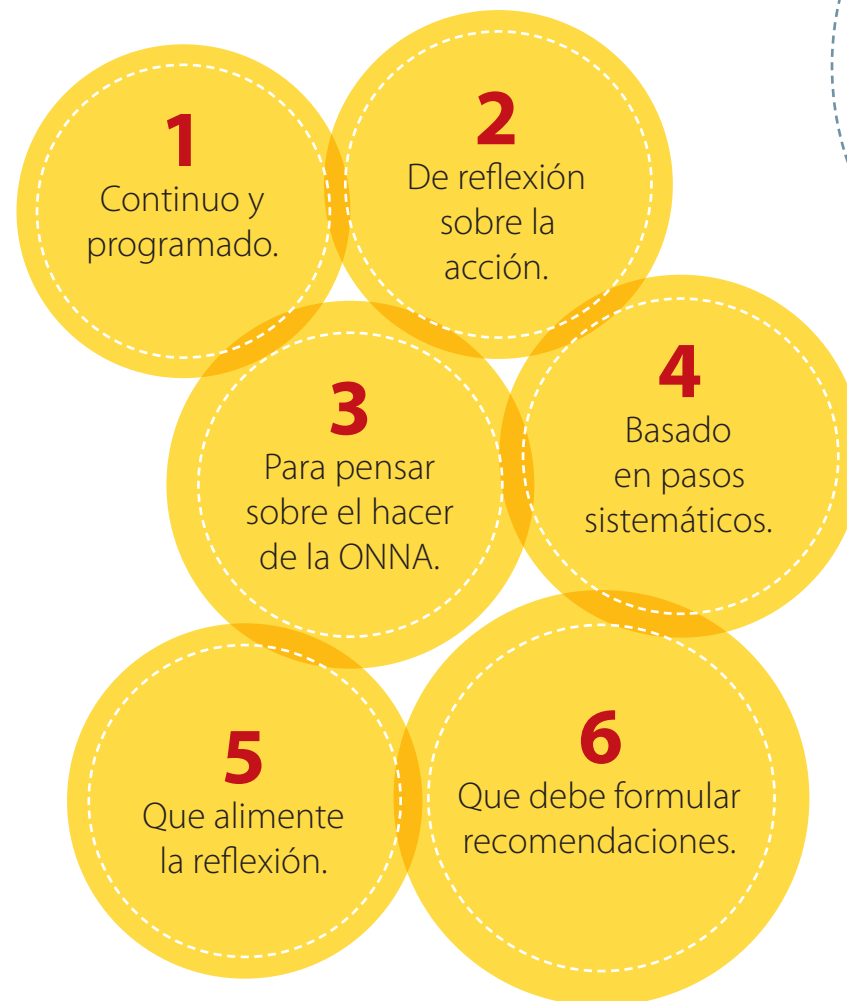 1
Continuo y
programado.
2
De reflexión
sobre la
acción.
3
Para pensar
sobre el hacer
de la ONNA.
4
Basado
en pasos
sistemáticos.
5
Que alimente
la reflexión.
6
Que debe formular
recomendaciones.